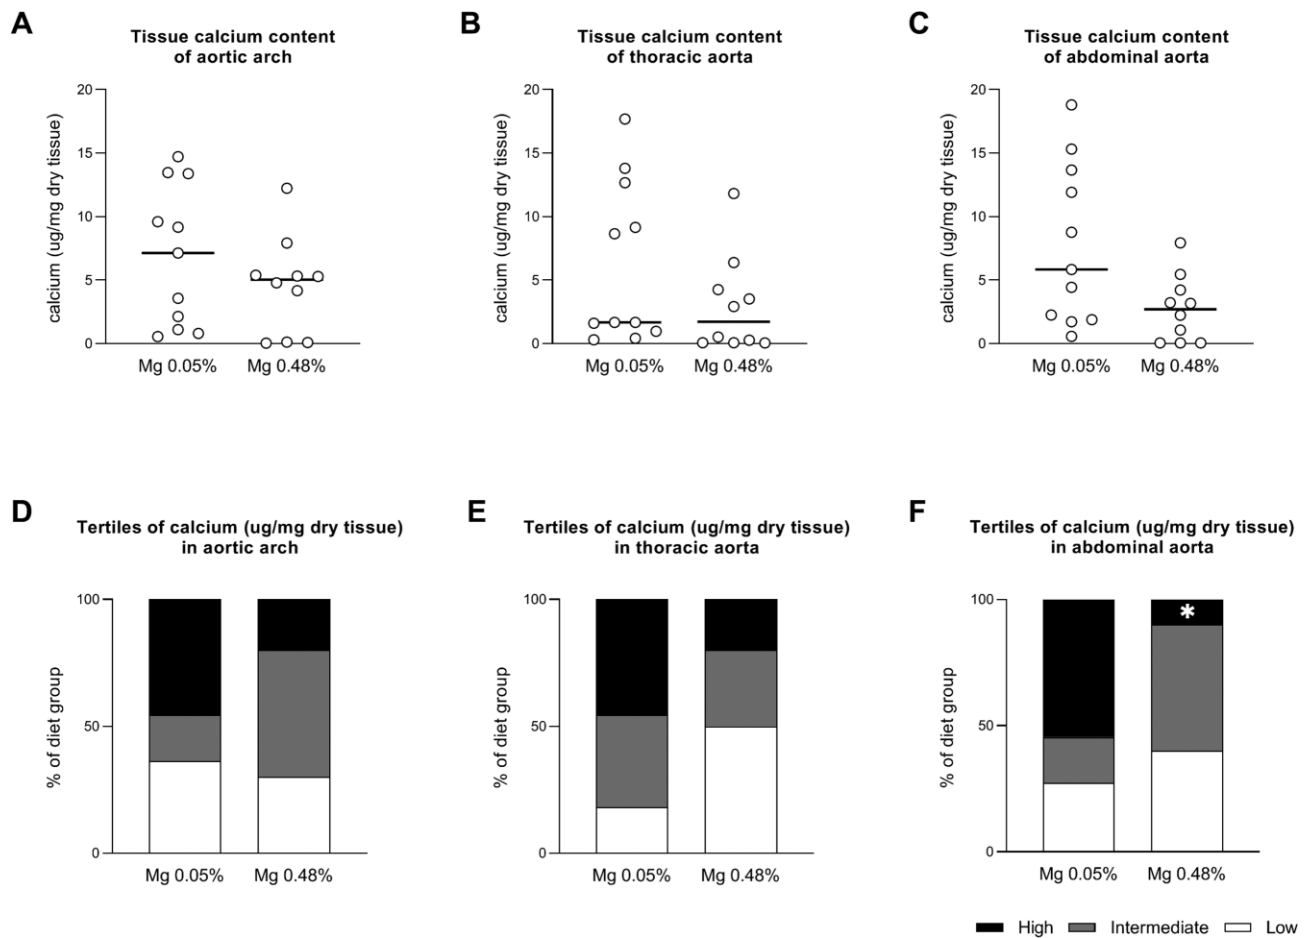 A
Tissue calcium content
of aortic arch
calcium (ug/mg dry tissue)
20
15
10
5
0
Mg 0.05%
Mg 0.48%
B
Tissue calcium content
of thoracic aorta
calcium (ug/mg dry tissue)
20
15
10
5
0
Mg 0.05%
Mg 0.48%
C
Tissue calcium content
of abdominal aorta
calcium (ug/mg dry tissue)
20
15
10
5
0
Mg 0.05%
Mg 0.48%
D
Tertiles of calcium (ug/mg dry tissue)
in aortic arch
% of diet group
100
50
0
Mg 0.05%
Mg 0.48%
E
Tertiles of calcium (ug/mg dry tissue)
in thoracic aorta
% of diet group
100
50
0
Mg 0.05%
Mg 0.48%
F
Tertiles of calcium (ug/mg dry tissue)
in abdominal aorta
% of diet group
100
50
0
*
Mg 0.05%
Mg 0.48%
High
Intermediate
Low